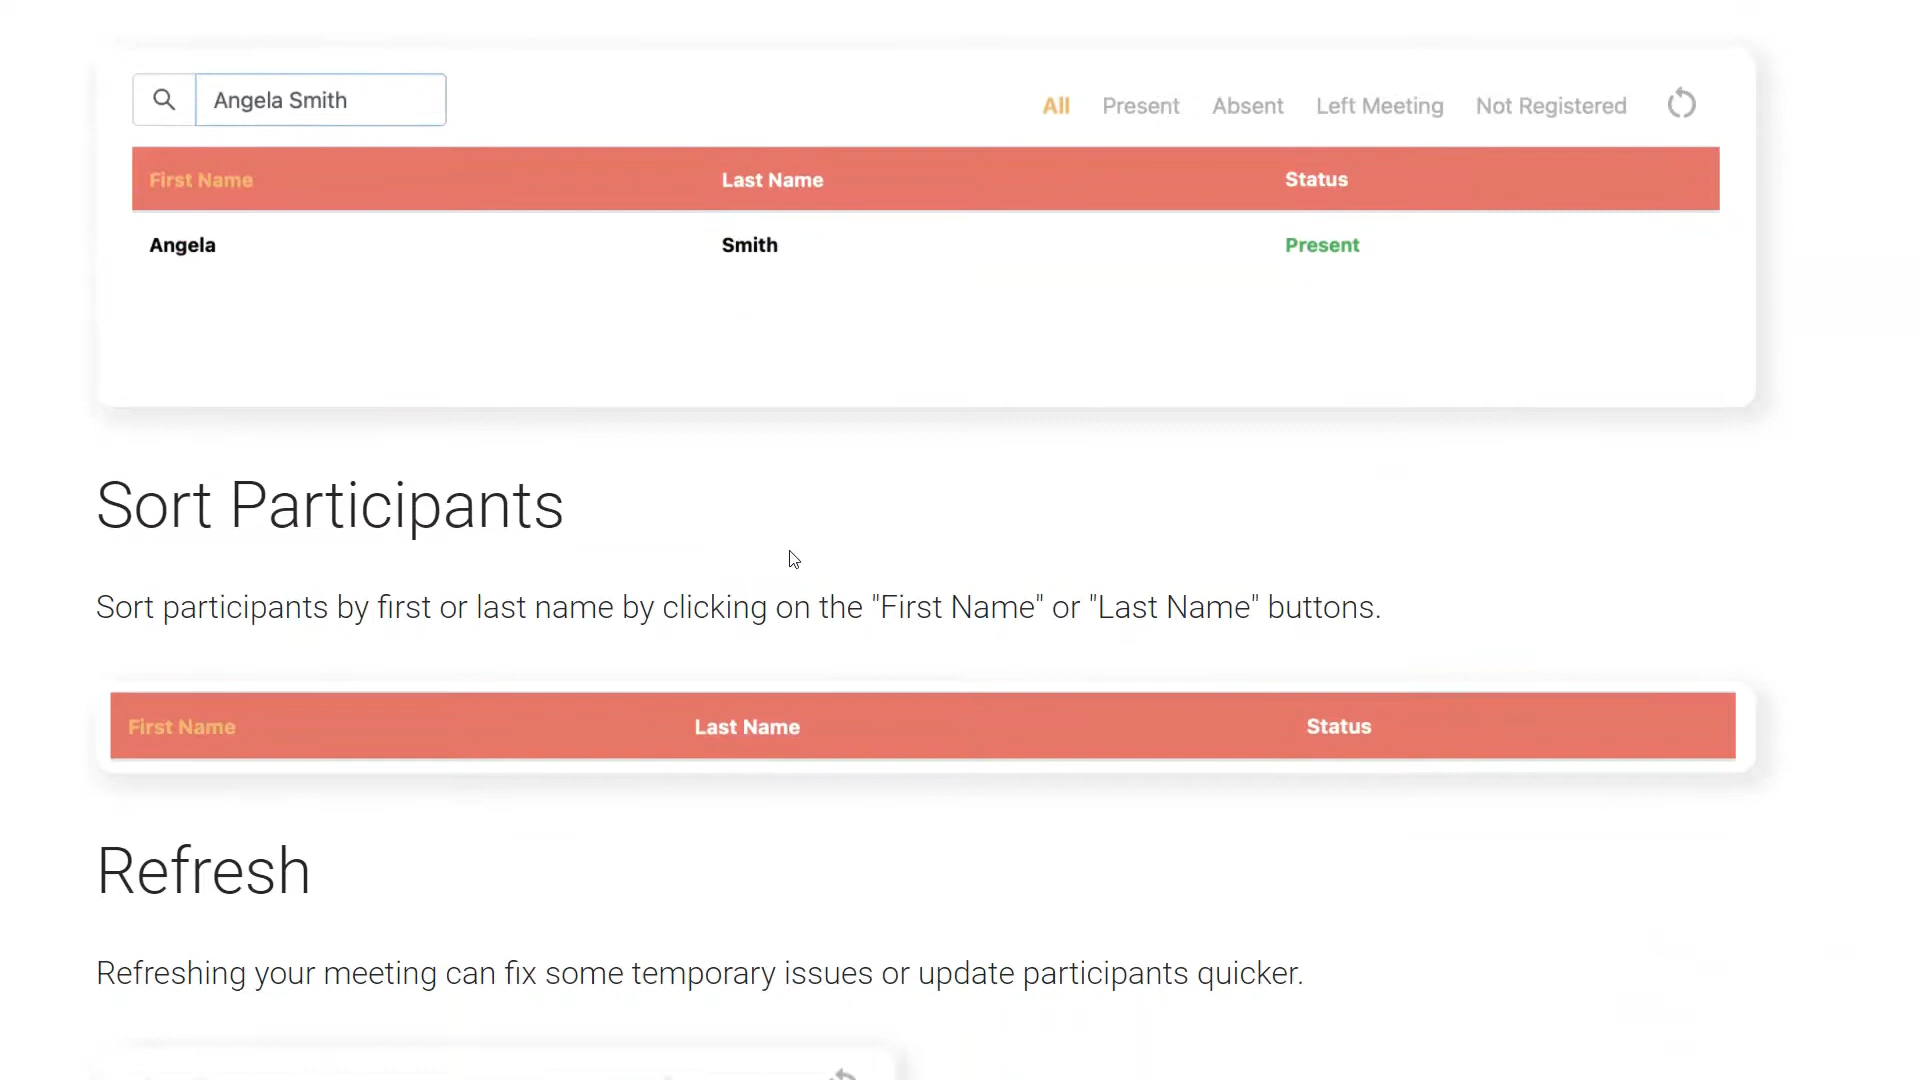 Angela Smith
All Present Absent Left Meeting Not Registered
First Name Last Name Status
Angela Smith Present
Sort Participants
Sort participants by first or last name by clicking on the "First Name" or "Last Name" buttons.
First Name Last Name Status
Refresh
Refreshing your meeting can fix some temporary issues or update participants quicker.